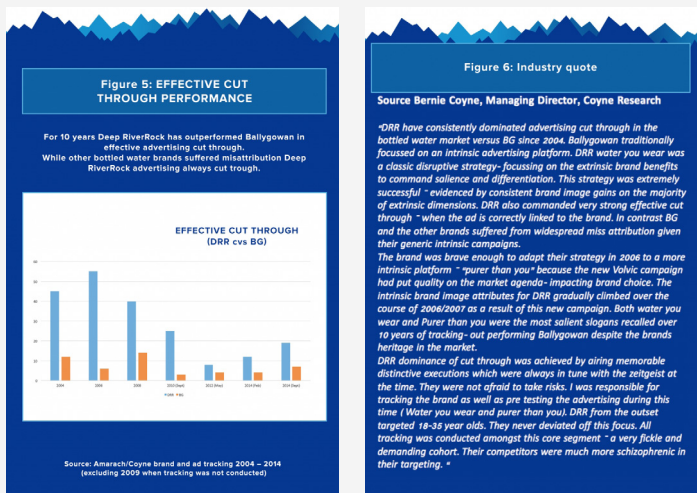 Figure 5: EFFECTIVE CUT
THROUGH PERFORMANCE
For 10 years Deep RiverRock has outperformed Ballygowan in
effective advertising cut through.
While other bottled water brands suffered misattribution Deep
RiverRock advertising always cut trough.
EFFECTIVE CUT THROUGH
(DRR cvs BG)
60
50
40
30
20
10
0
2004
2008
2010 (Sept)
2014 (Feb)
2014 (Sept)
DRR BG
Source: Amarach/Coyne brand and ad tracking 2004 – 2014
(excluding 2009 when tracking was not conducted)
Figure 6: Industry quote
Source Bernie Coyne, Managing Director, Coyne Research
"DRR have consistently dominated advertising cut through in the
bottled water market versus BG since 2004. Ballygowan traditionally
focussed on an intrinsic advertising platform. DRR water you wear was
a classic disruptive strategy- focussing on the extrinsic brand benefits
to command salience and differentiation. This strategy was extremely
successful ~ evidenced by consistent brand image gains on the majority
of extrinsic dimensions. DRR also commanded very strong effective cut
through ~ when the ad is correctly linked to the brand. In contrast BG
and the other brands suffered from widespread miss attribution given
their generic intrinsic campaigns.
The brand was brave enough to adapt their strategy in 2006 to a more
intrinsic platform ~ "purer than you" because the new Volvic campaign
had put quality on the market agenda- impacting brand choice. The
intrinsic brand image attributes for DRR gradually climbed over the
course of 2006/2007 as a result of this new campaign. Both water you
wear and Purer than you were the most salient slogans recalled over
10 years of tracking- out performing Ballygowan despite the brands
heritage in the market.
DRR dominance of cut through was achieved by airing memorable
distinctive executions which were always in tune with the zeitgeist at
the time. They were not afraid to take risks. I was responsible for
tracking the brand as well as pre testing the advertising during this
time ( Water you wear and purer than you). DRR from the outset
targeted 18-35 year olds. They never deviated off this focus. All
tracking was conducted amongst this core segment ~ a very fickle and
demanding cohort. Their competitors were much more schizophrenic in
their targeting. "